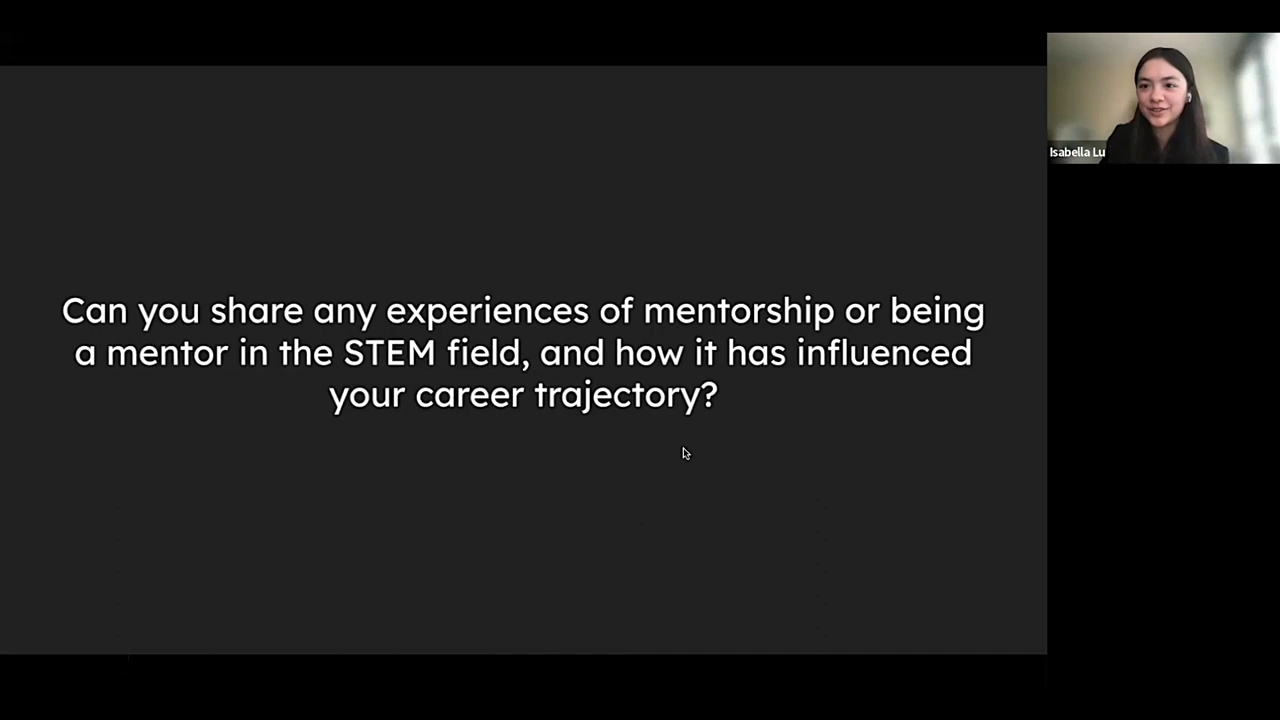 Can you share any experiences of mentorship or being
a mentor in the STEM field, and how it has influenced
your career trajectory?
Isabella Lu